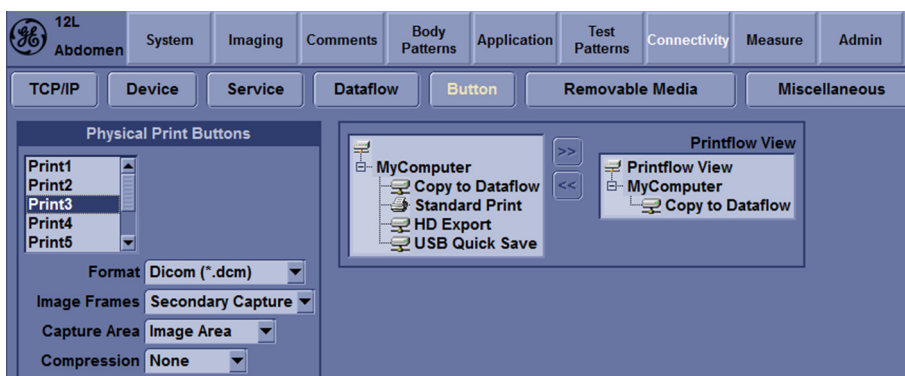 12L
Abdomen
System
Imaging
Comments
Body
Patterns
Application
Test
Patterns
Connectivity
Measure
Admin
TCP/IP
Device
Service
Dataflow
Button
Removable Media
Miscellaneous
Physical Print Buttons
Print1
Print2
Print3
Print4
Print5
Format Dicom (*.dcm)
Image Frames Secondary Capture
Capture Area Image Area
Compression None
MyComputer
Copy to Dataflow
Standard Print
HD Export
USB Quick Save
>>
<<
Printflow View
Printflow View
MyComputer
Copy to Dataflow